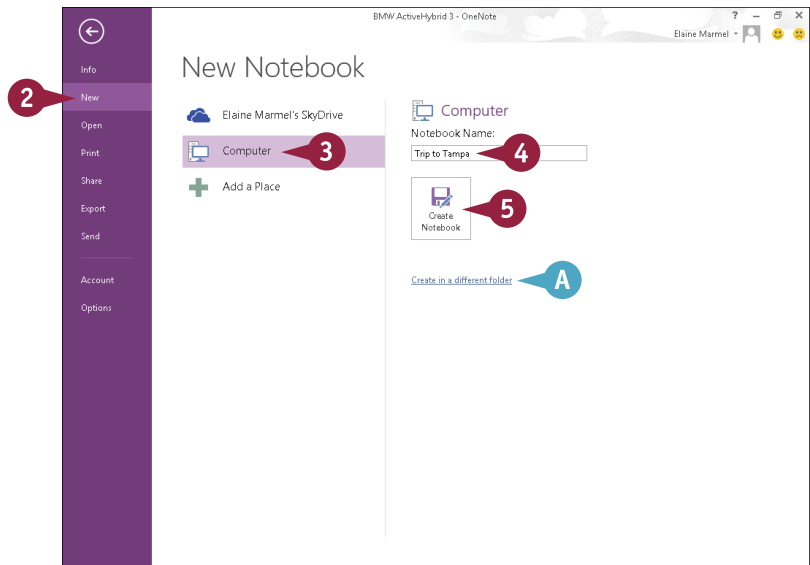 BMW ActiveHybrid 3 - OneNote
?
Elaine Marmel
Info
New
Open
Print
Share
Export
Send
Account
Options
2
New Notebook
Elaine Marmel's SkyDrive
Computer
3
Add a Place
Computer
Notebook Name:
Trip to Tampa
4
Create
Notebook
5
Create in a different folder
A